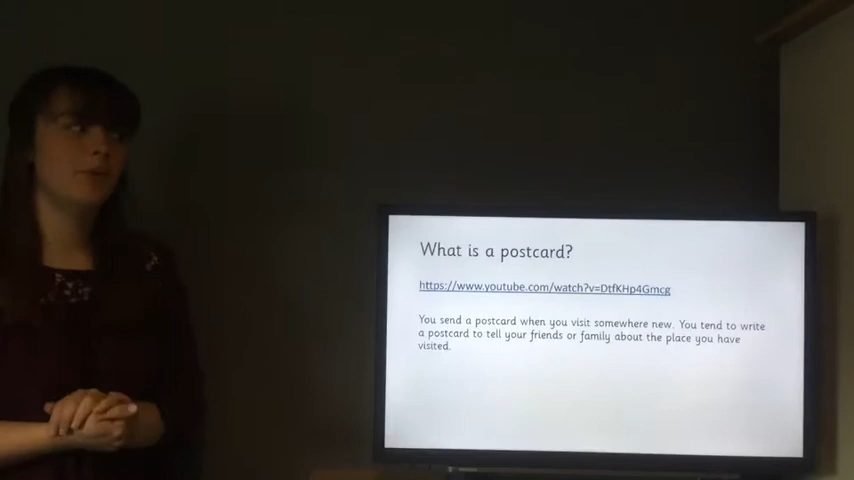 What is a postcard?
https://www.youtube.com/watch?v=DtfKHp4Gmcg
You send a postcard when you visit somewhere new. You tend to write
a postcard to tell your friends or family about the place you have
visited.